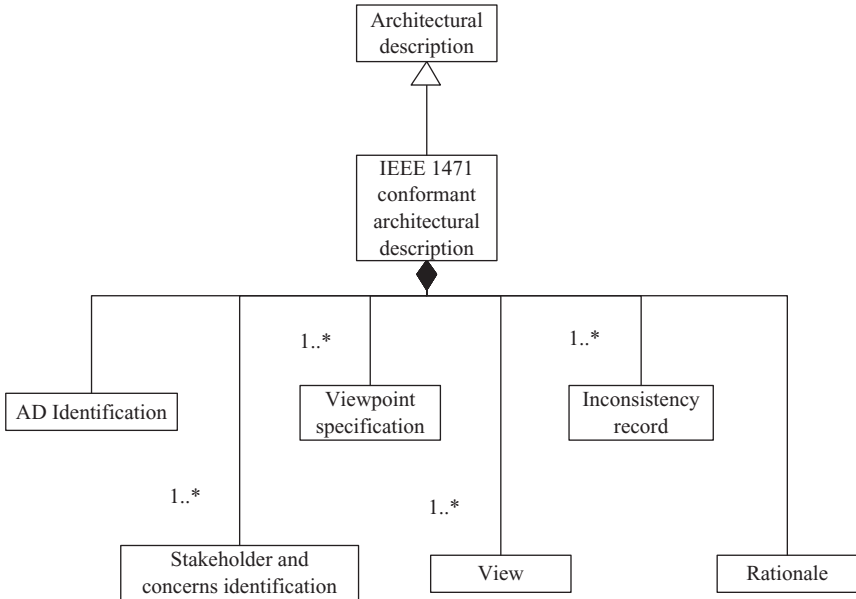 Architectural
description
IEEE 1471
conformant
architectural
description
1..*
1..*
AD Identification
Viewpoint
specification
Inconsistency
record
1..*
1..*
Stakeholder and
concerns identification
View
Rationale